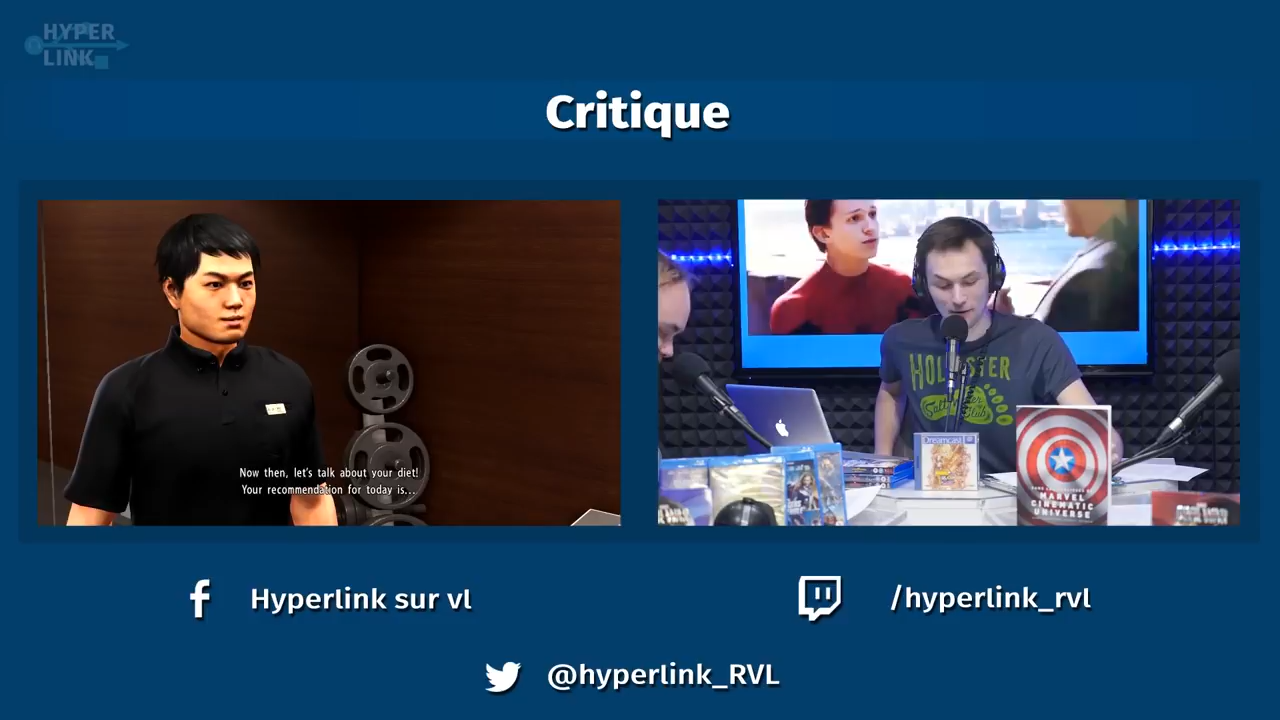 HYPER
LINK
Critique
Now then, let's talk about your diet!
Your recommendation for today is...
HOLLISTER
Dreamcast
MARVEL
CINEMATIC
UNIVERSE
Hyperlink sur vl
/hyperlink_rvl
@hyperlink_RVL